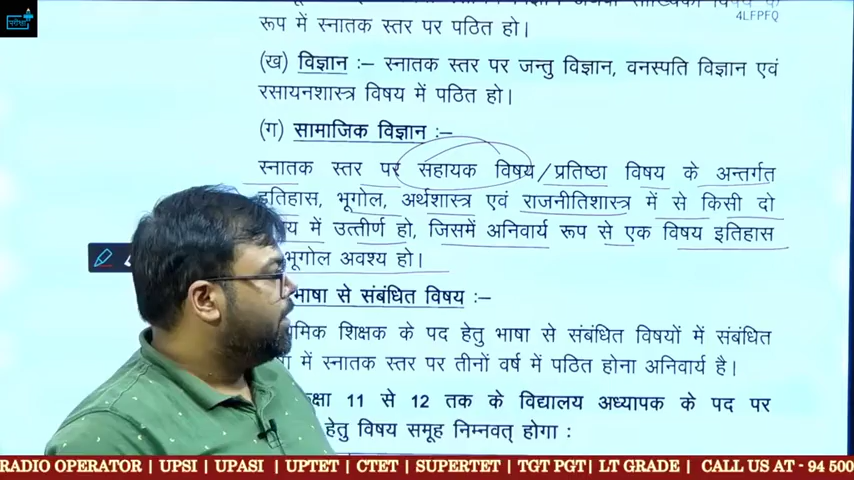 परीक्षा
4LFPFQ
रूप में स्नातक स्तर पर पठित हो।
(ख) विज्ञान :– स्नातक स्तर पर जन्तु विज्ञान, वनस्पति विज्ञान एवं
रसायनशास्त्र विषय में पठित हो।
(ग) सामाजिक विज्ञान :–
स्नातक स्तर पर सहायक विषय/प्रतिष्ठा विषय के अन्तर्गत
इतिहास, भूगोल, अर्थशास्त्र एवं राजनीतिशास्त्र में से किसी दो
में उत्तीर्ण हो, जिसमें अनिवार्य रूप से एक विषय इतिहास
भूगोल अवश्य हो।
भाषा से संबंधित विषय :–
शिक्षक के पद हेतु भाषा से संबंधित विषयों में संबंधित
में स्नातक स्तर पर तीनों वर्ष में पठित होना अनिवार्य है।
11 से 12 तक के विद्यालय अध्यापक के पद पर
हेतु विषय समूह निम्नवत् होगा :
RADIO OPERATOR | UPSI | UPASI | UPTET | CTET | SUPERTET | TGT PGT| LT GRADE | CALL US AT - 94 500